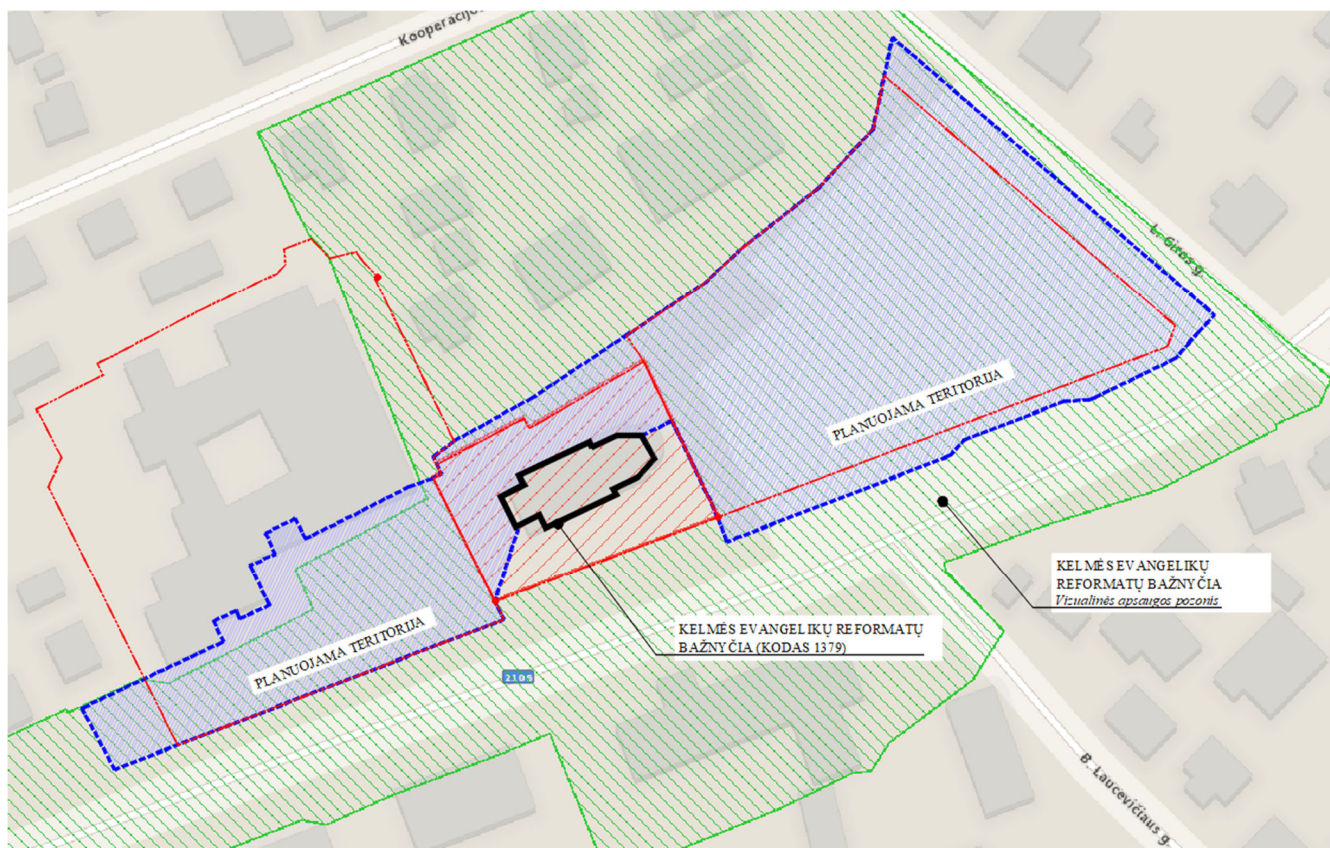 Kooperacijo
L. Giros g.
PLANUOJAMA TERITORIJA
KELMĖS EVANGELIKŲ
REFORMATŲ BAŽNYČIA
Vizualinės apsaugos pozonis
KELMĖS EVANGELIKŲ REFORMATŲ
BAŽNYČIA (KODAS 1379)
PLANUOJAMA TERITORIJA
2109
B. Laucevičiaus g.